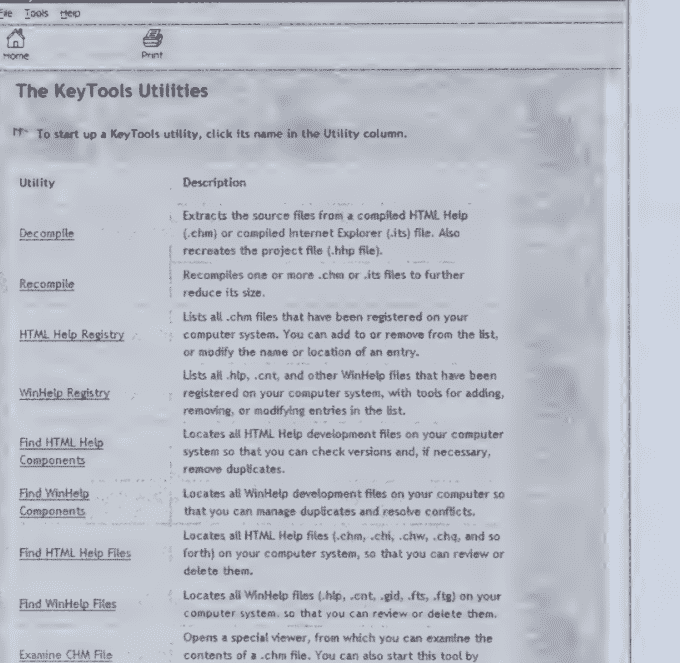 File Tools Help
Home Print
The KeyTools Utilities
To start up a KeyTools utility, click its name in the Utility column.
Utility Description
Decompile
Extracts the source files from a compiled HTML Help
(.chm) or compiled Internet Explorer (.its) file. Also
recreates the project file (.hhp file).
Recompile
Recompiles one or more .chm or .its files to further
reduce its size.
HTML Help Registry
Lists all .chm files that have been registered on your
computer system. You can add to or remove from the list,
or modify the name or location of an entry.
WinHelp Registry
Lists all .hlp, .cnt, and other WinHelp files that have been
registered on your computer system, with tools for adding,
removing, or modifying entries in the list.
Find HTML Help
Components
Locates all HTML Help development files on your computer
system so that you can check versions and, if necessary,
remove duplicates.
Find WinHelp
Components
Locates all WinHelp development files on your computer so
that you can manage duplicates and resolve conflicts.
Find HTML Help Files
Locates all HTML Help files (.chm, .chi, .chw, .chq, and so
forth) on your computer system, so that you can review or
delete them.
Find WinHelp Files
Locates all WinHelp files (.hlp, .cnt, .gid, .fts, .ftg) on your
computer system. so that you can review or delete them.
Examine CHM File
Opens a special viewer, from which you can examine the
contents of a .chm file. You can also start this tool by